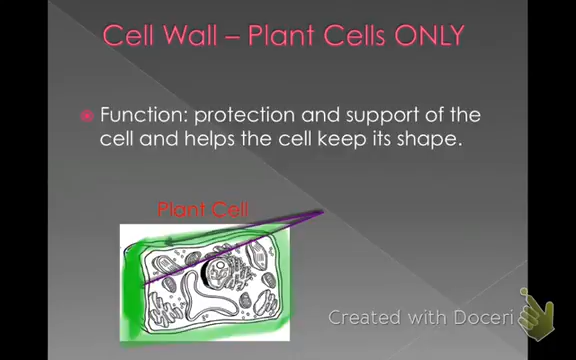 Cell Wall – Plant Cells ONLY
Function: protection and support of the
cell and helps the cell keep its shape.
Plant Cell
Created with Doceri